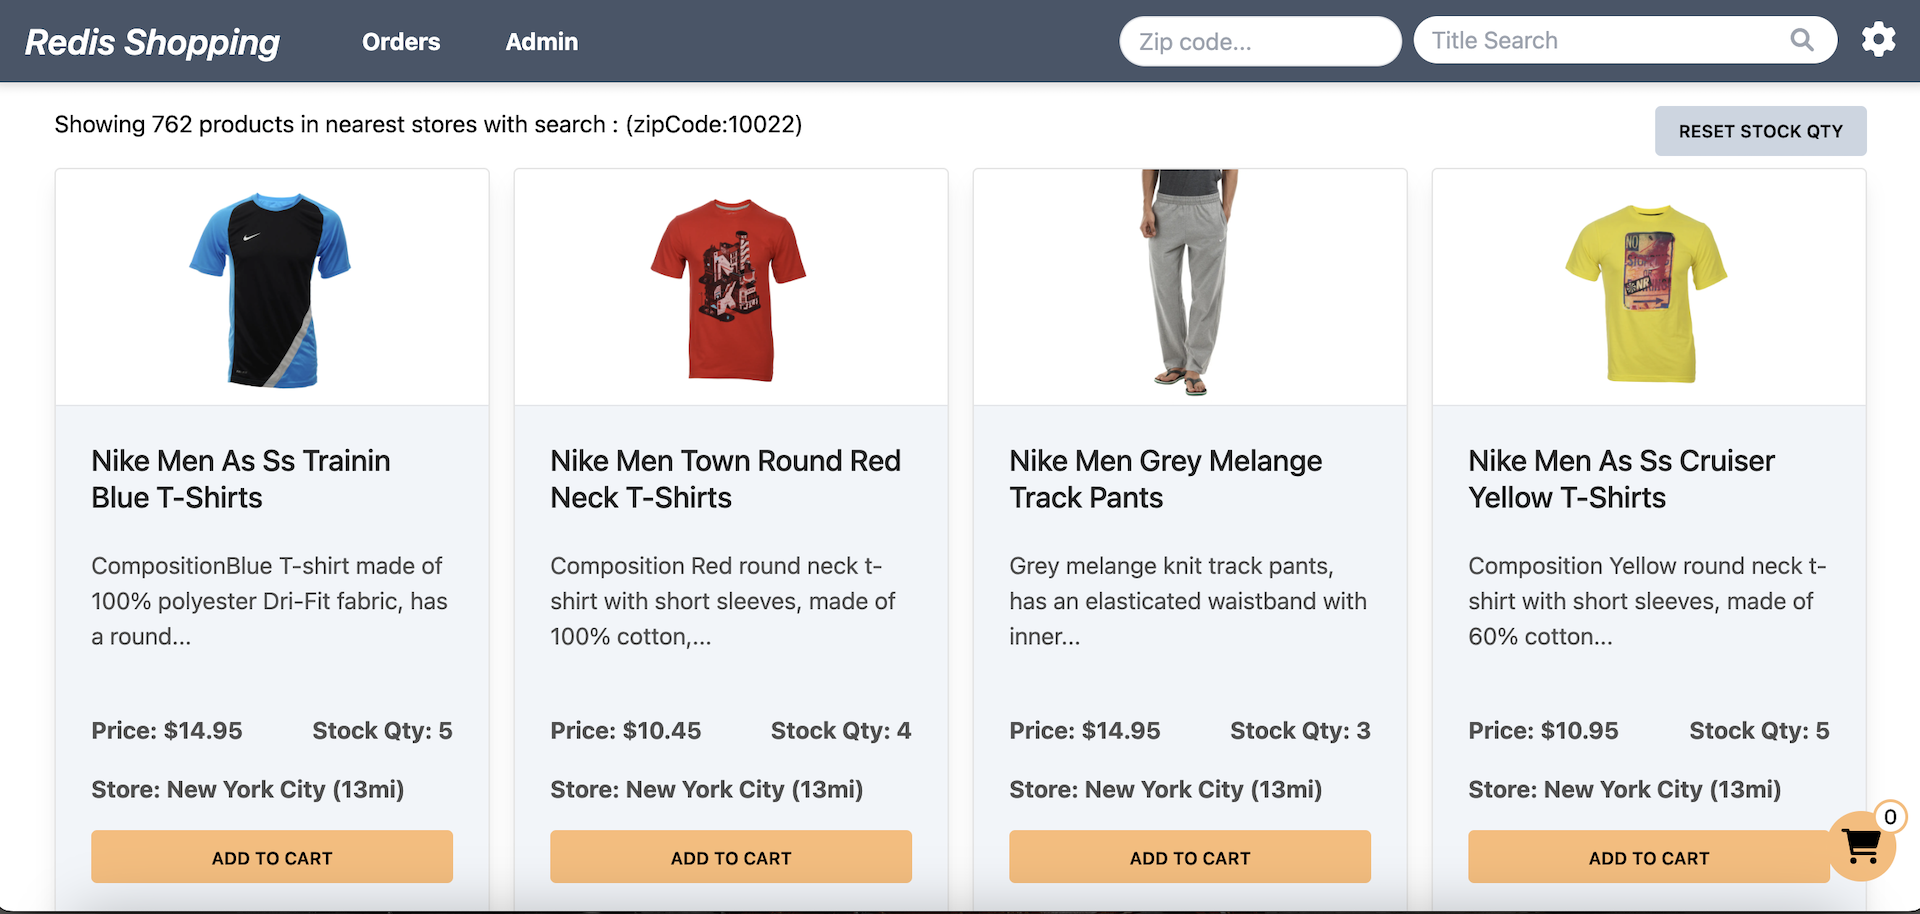 Redis Shopping Orders Admin Zip code... Title Search
Showing 762 products in nearest stores with search : (zipCode:10022)
RESET STOCK QTY
NO
Nike Men As Ss Trainin
Blue T-Shirts
CompositionBlue T-shirt made of
100% polyester Dri-Fit fabric, has
a round...
Price: $14.95 Stock Qty: 5
Store: New York City (13mi)
ADD TO CART
Nike Men Town Round Red
Neck T-Shirts
Composition Red round neck t-
shirt with short sleeves, made of
100% cotton,...
Price: $10.45 Stock Qty: 4
Store: New York City (13mi)
ADD TO CART
Nike Men Grey Melange
Track Pants
Grey melange knit track pants,
has an elasticated waistband with
inner...
Price: $14.95 Stock Qty: 3
Store: New York City (13mi)
ADD TO CART
Nike Men As Ss Cruiser
Yellow T-Shirts
Composition Yellow round neck t-
shirt with short sleeves, made of
60% cotton...
Price: $10.95 Stock Qty: 5
Store: New York City (13mi)
ADD TO CART
0